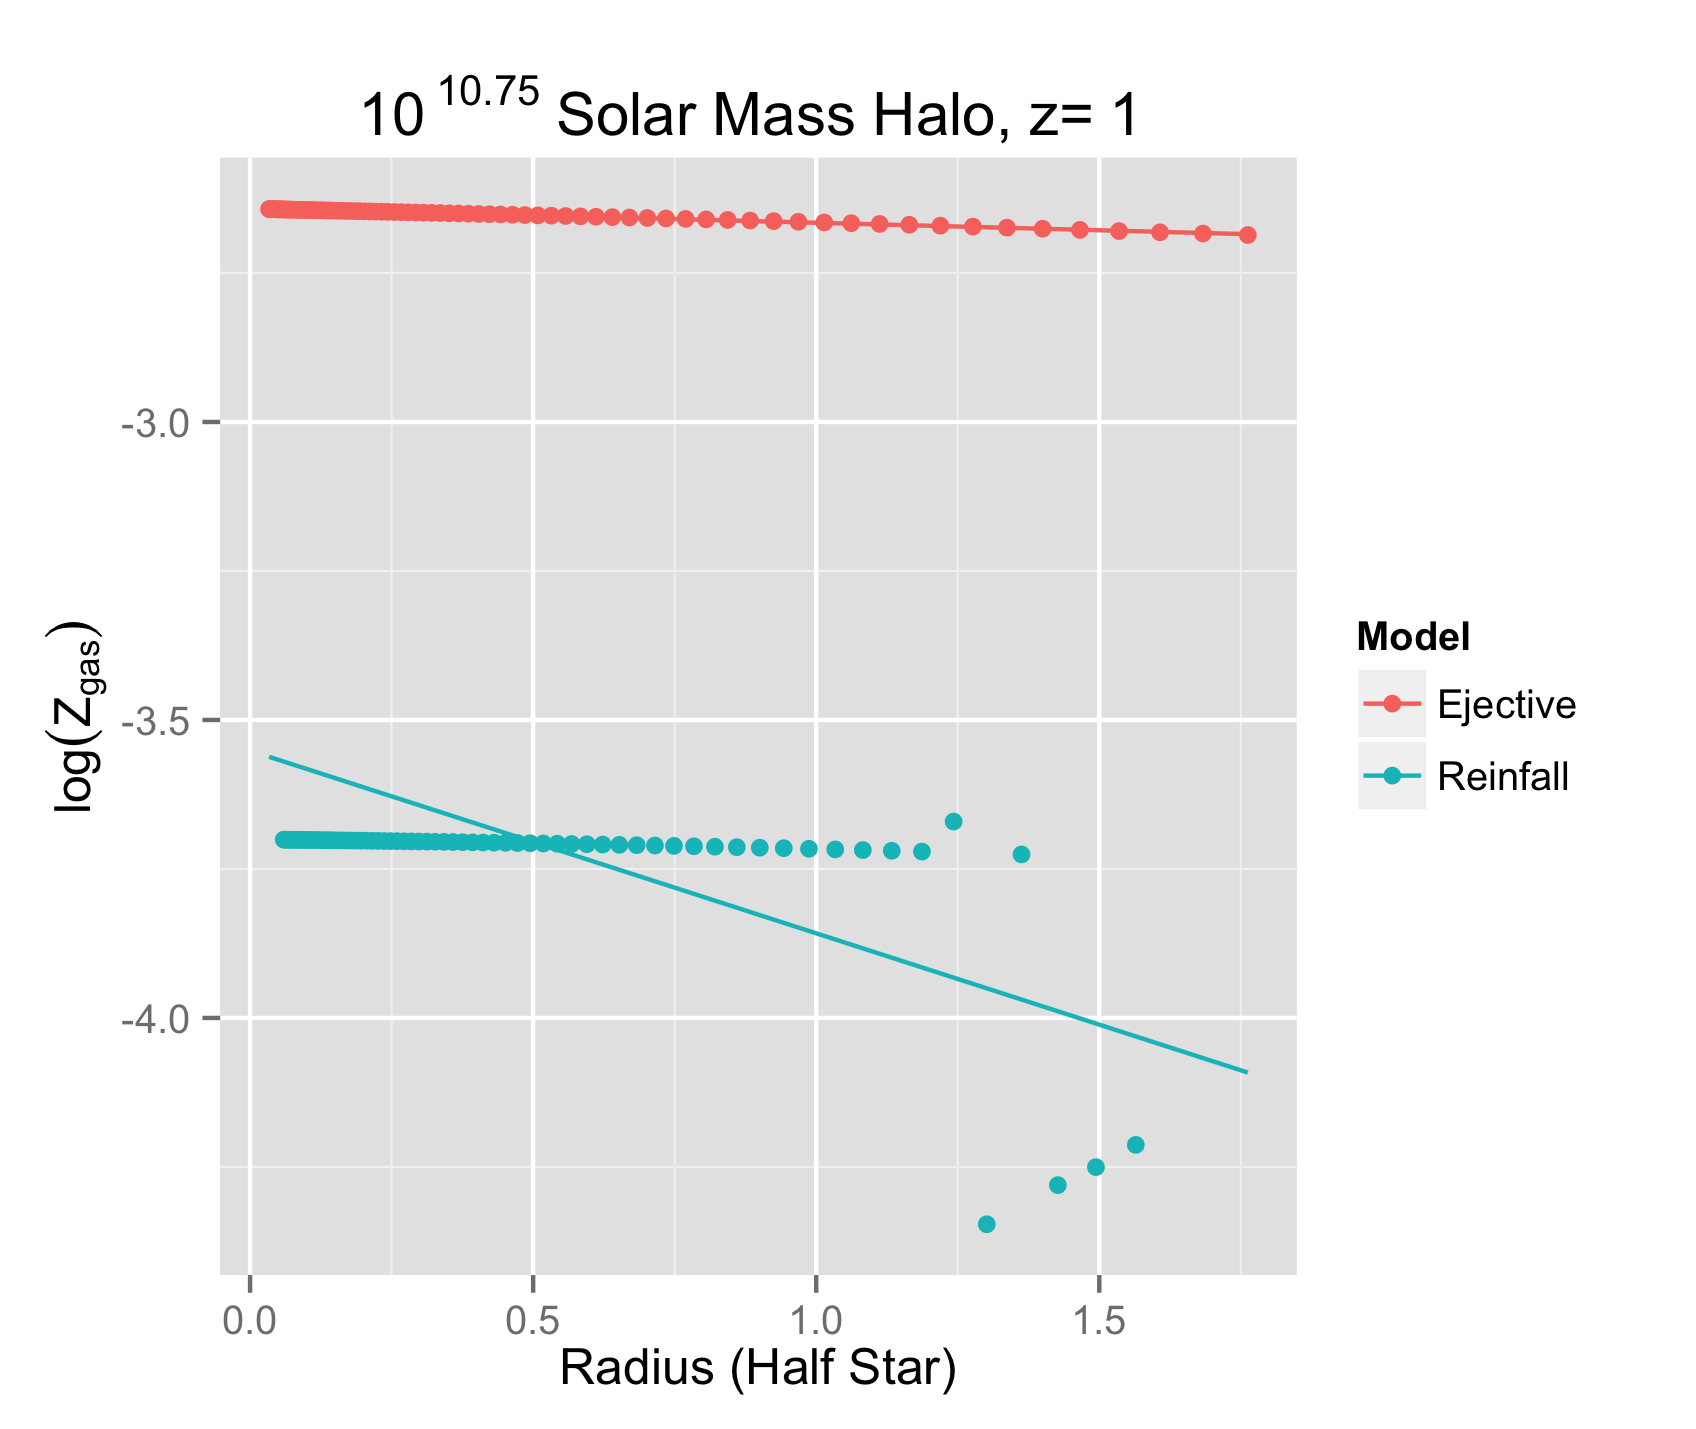 10 10.75 Solar Mass Halo, z= 1
-3.0
-3.5
-4.0
log(Zgas)
0.0 0.5 1.0 1.5
Radius (Half Star)
Model
Ejective
Reinfall